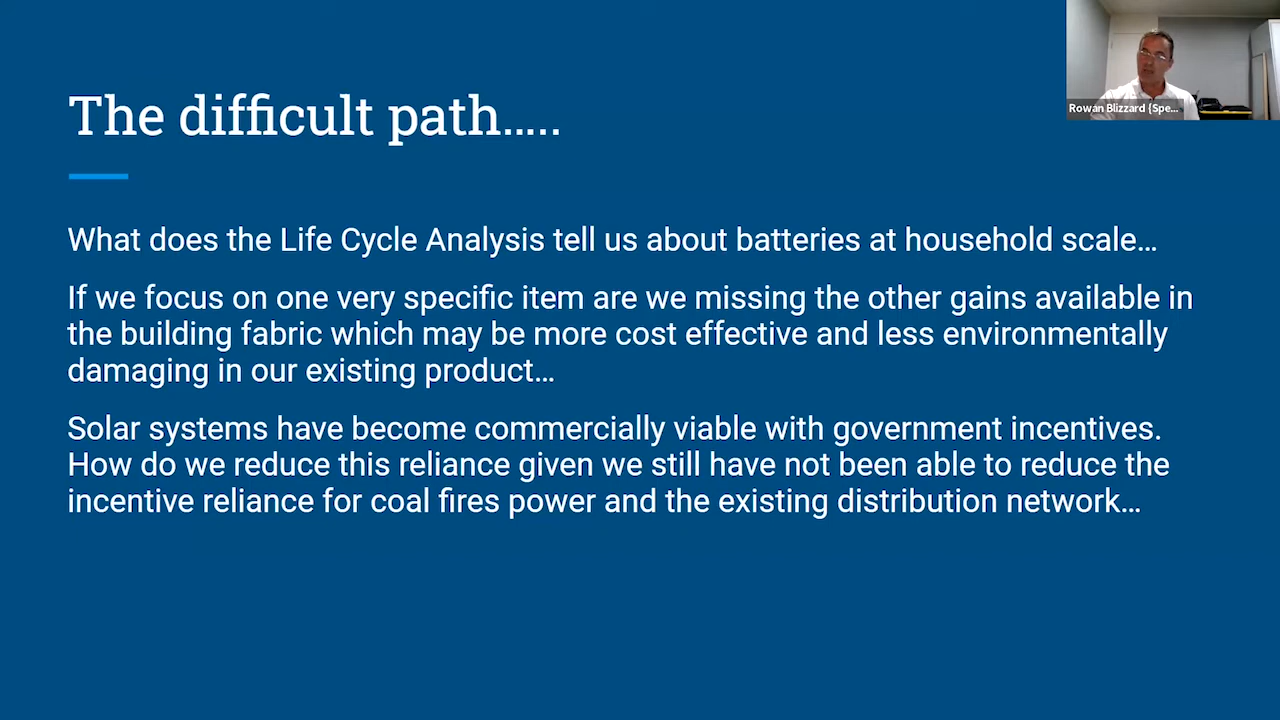 Rowan Blizzard (Spe...
The difficult path.....
What does the Life Cycle Analysis tell us about batteries at household scale...
If we focus on one very specific item are we missing the other gains available in
the building fabric which may be more cost effective and less environmentally
damaging in our existing product...
Solar systems have become commercially viable with government incentives.
How do we reduce this reliance given we still have not been able to reduce the
incentive reliance for coal fires power and the existing distribution network...